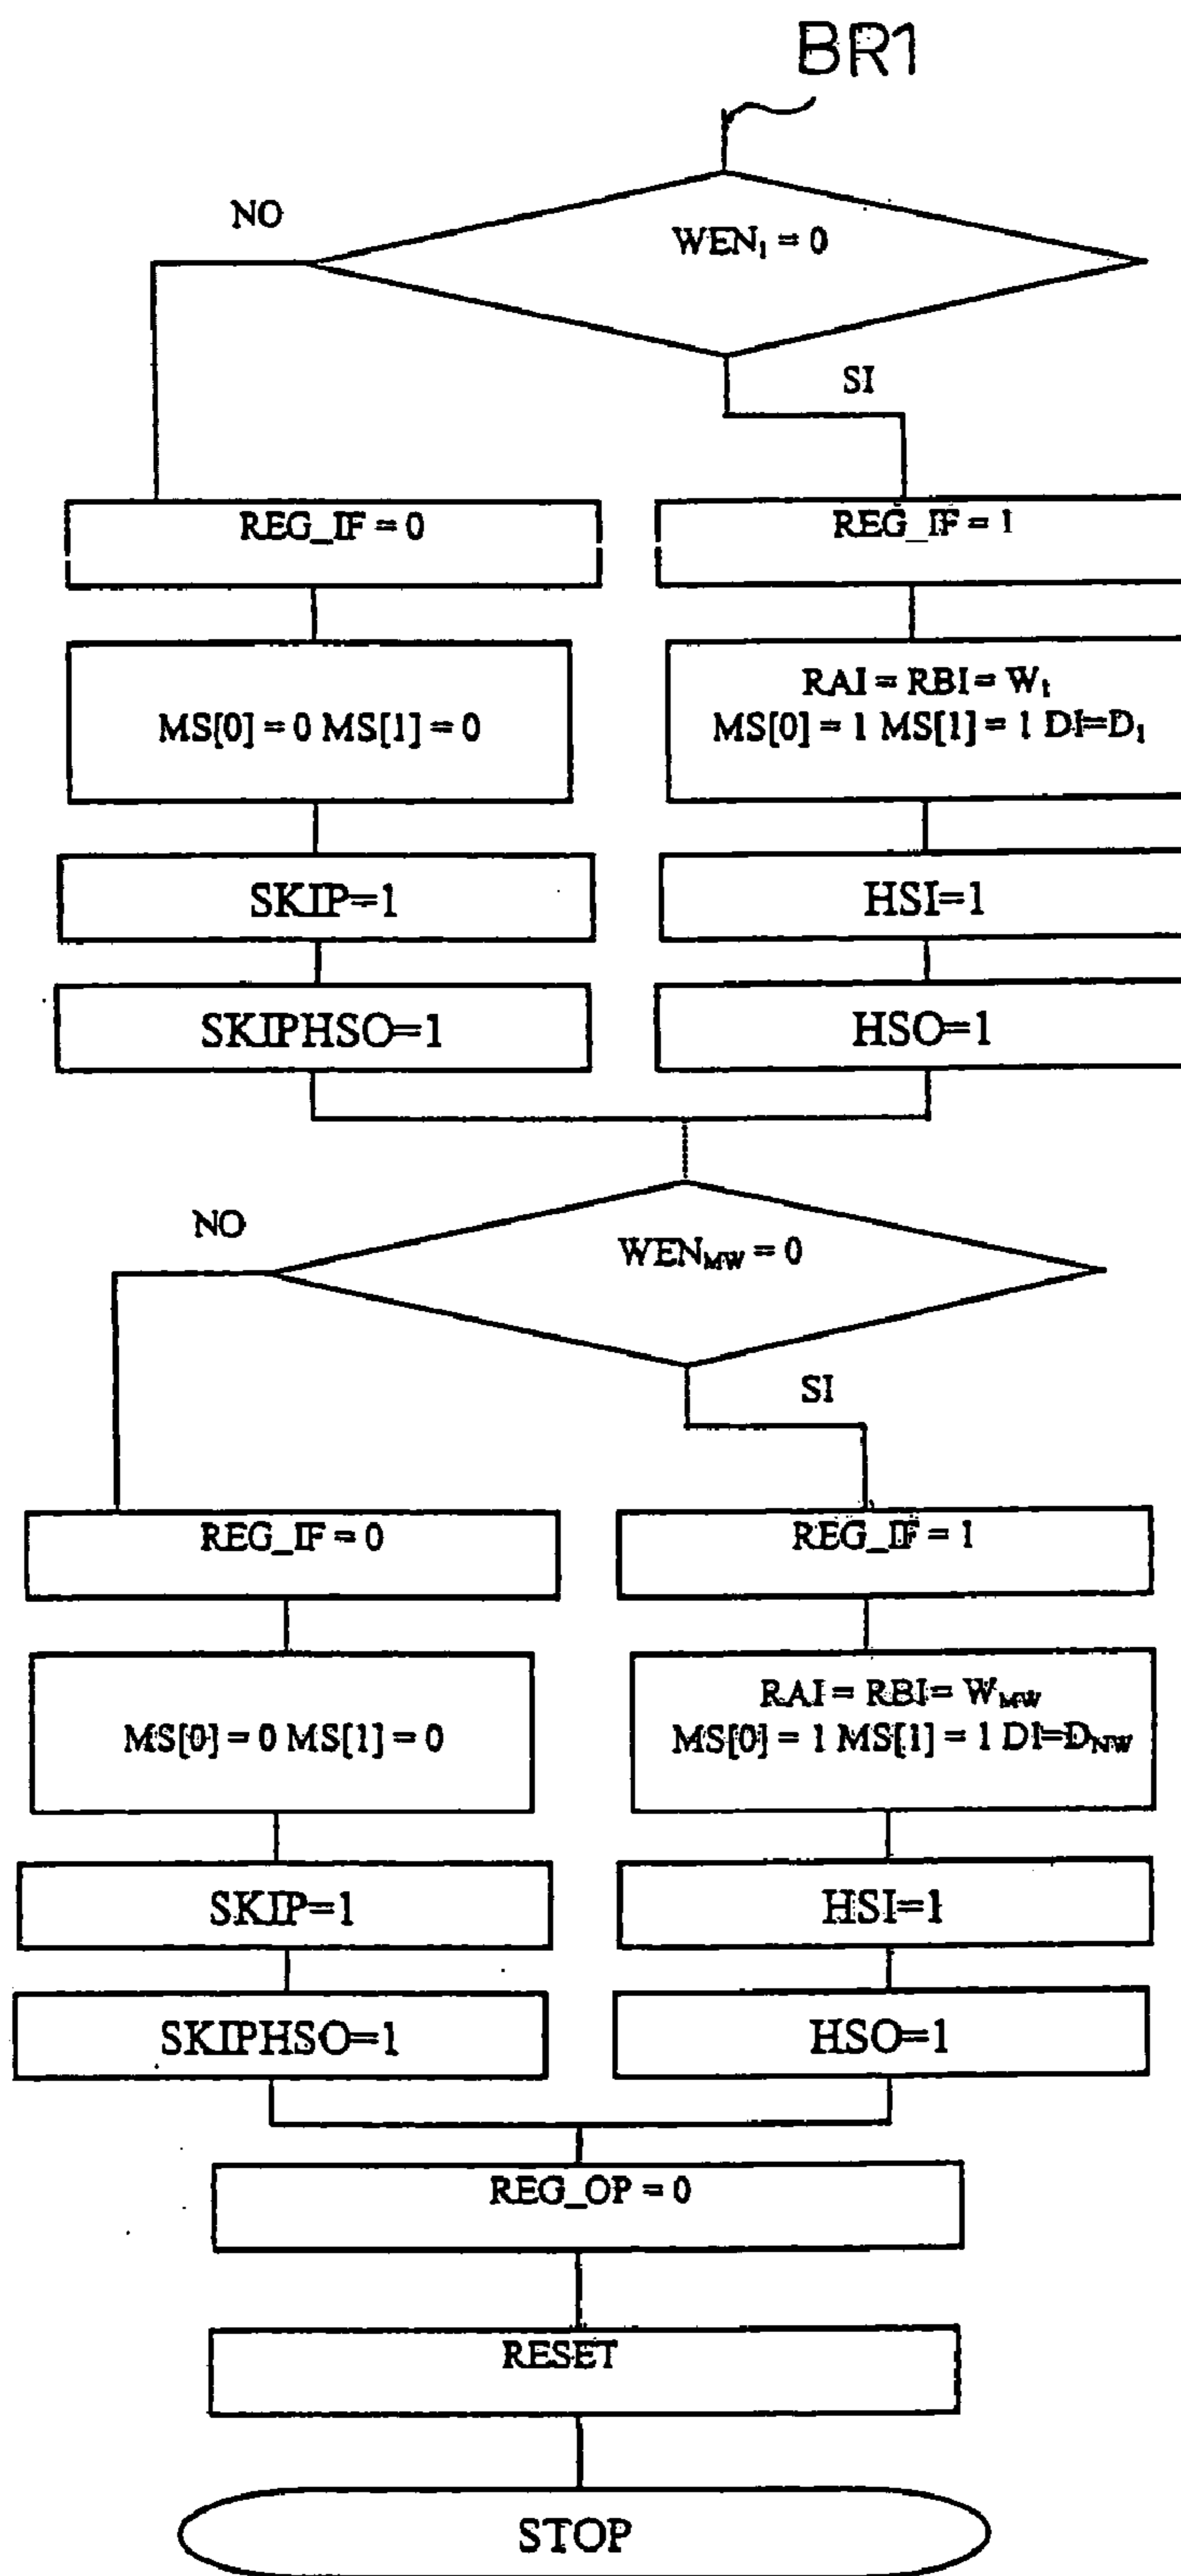 BR1
WEN₁ = 0
NO
SI
REG_IF = 0
REG_IF = 1
MS[0] = 0 MS[1] = 0
RAI = RBI = W₁
MS[0] = 1 MS[1] = 1 DI=D₁
SKIP=1
HSI=1
SKIPHSO=1
HSO=1
NO
WEN_MW = 0
SI
REG_IF = 0
REG_IF = 1
MS[0] = 0 MS[1] = 0
RAI = RBI = W_MW
MS[0] = 1 MS[1] = 1 DI=D_NW
SKIP=1
HSI=1
SKIPHSO=1
HSO=1
REG_OP = 0
RESET
STOP